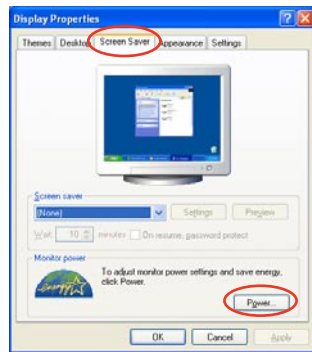 Display Properties
Themes Desktop Screen Saver Appearance Settings
Screen saver
(None) Settings Preview
Wait: 10 minutes On resume, password protect
Monitor power
To adjust monitor power settings and save energy,
click Power.
Power...
OK Cancel Apply